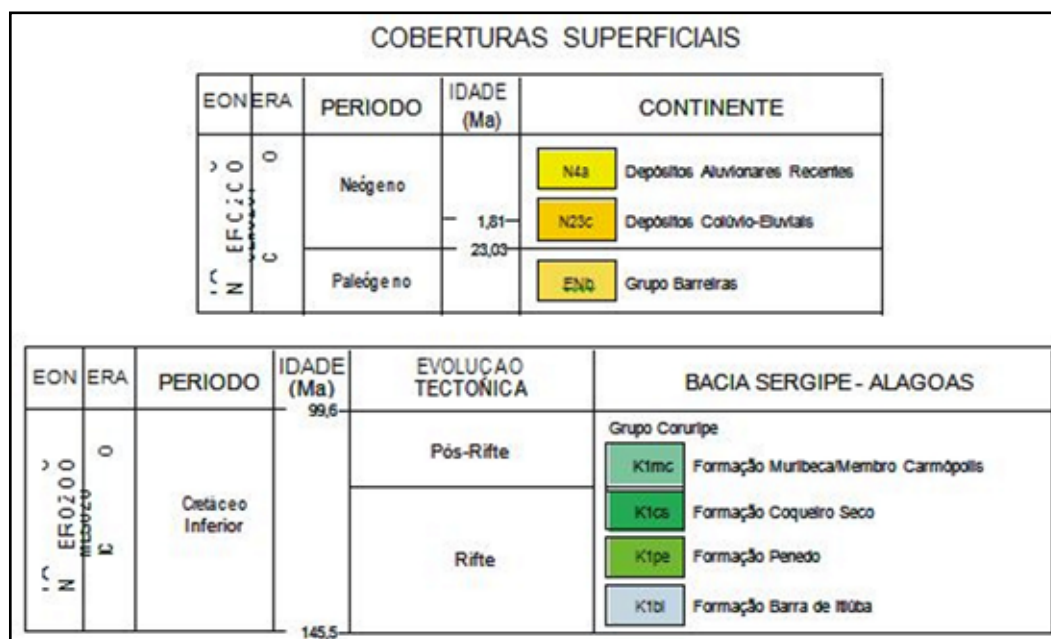 COBERTURAS SUPERFICIAIS
EON ERA PERIODO IDADE (Ma) CONTINENTE
Neógeno
N4a Depósitos Aluvionares Recentes
1,81 N23c Depósitos Colúvio-Eluviais
23,03
Paleógeno ENb Grupo Barreiras
EON ERA PERIODO IDADE (Ma) EVOLUÇAO TECTOÑICA BACIA SERGIPE - ALAGOAS
99,6
Grupo Coruripe
Pós-Rifte K1mc Formação Muribeca/Membro Carmópolis
Cretáceo Inferior K1cs Formação Coqueiro Seco
Rifte K1pe Formação Penedo
K1bi Formação Barra de Itiúba
145,5